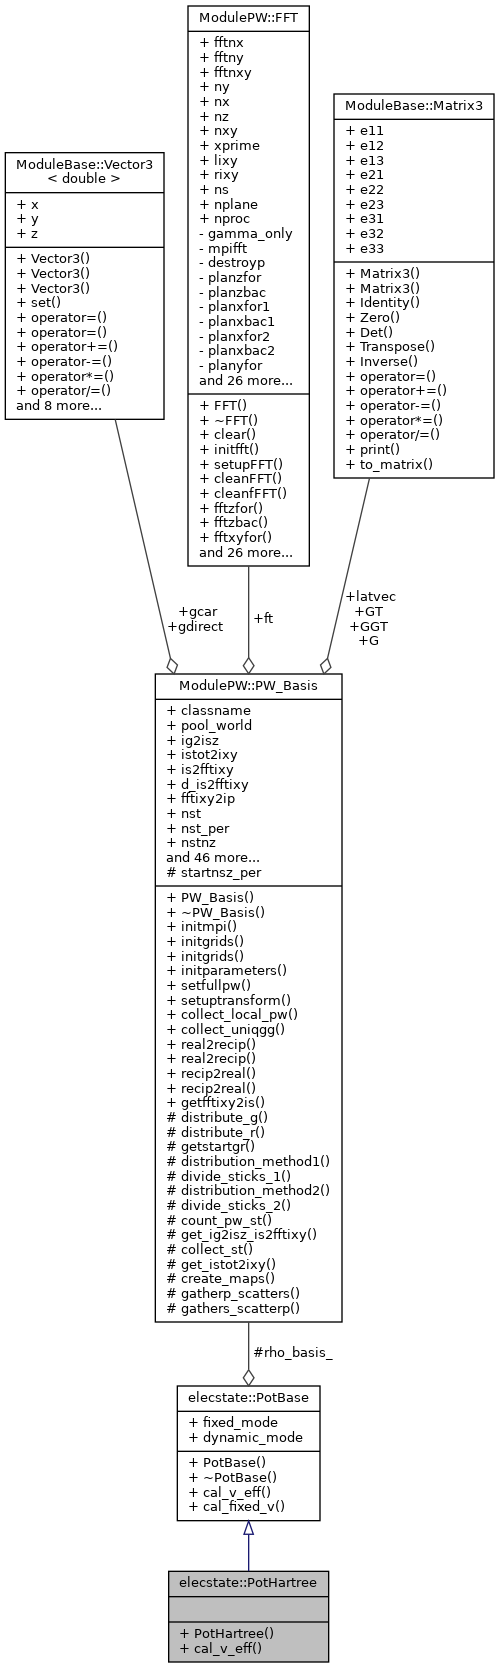 ModulePW::FFT
+ fftnx
+ fftny
+ fftnxy
+ ny
+ nx
+ nz
+ nxy
+ xprime
+ lixy
+ rixy
+ ns
+ nplane
+ nproc
- gamma_only
- mpifft
- destroyp
- planzfor
- planzbac
- planxfor1
- planxbac1
- planxfor2
- planxbac2
- planyfor
and 26 more...
+ FFT()
+ ~FFT()
+ clear()
+ initfft()
+ setupFFT()
+ cleanFFT()
+ cleanfFFT()
+ fftzfor()
+ fftzbac()
+ fftxyfor()
and 26 more...
ModuleBase::Matrix3
+ e11
+ e12
+ e13
+ e21
+ e22
+ e23
+ e31
+ e32
+ e33
+ Matrix3()
+ Matrix3()
+ Identity()
+ Zero()
+ Det()
+ Transpose()
+ Inverse()
+ operator=()
+ operator+=()
+ operator-=()
+ operator*=()
+ operator/=()
+ print()
+ to_matrix()
ModuleBase::Vector3
< double >
+ x
+ y
+ z
+ Vector3()
+ Vector3()
+ Vector3()
+ set()
+ operator=()
+ operator=()
+ operator+=()
+ operator-=()
+ operator*=()
+ operator/=()
and 8 more...
+gcar
+gdirect
+ft
+latvec
+GT
+GGT
+G
ModulePW::PW_Basis
+ classname
+ pool_world
+ ig2isz
+ istot2ixy
+ is2fftixy
+ d_is2fftixy
+ fftixy2ip
+ nst
+ nst_per
+ nstnz
and 46 more...
# startnsz_per
+ PW_Basis()
+ ~PW_Basis()
+ initmpi()
+ initgrids()
+ initgrids()
+ initparameters()
+ setfullpw()
+ setuptransform()
+ collect_local_pw()
+ collect_uniqgg()
+ real2recip()
+ real2recip()
+ recip2real()
+ recip2real()
+ getfftixy2is()
# distribute_g()
# distribute_r()
# getstartgr()
# distribution_method1()
# divide_sticks_1()
# distribution_method2()
# divide_sticks_2()
# count_pw_st()
# get_ig2isz_is2fftixy()
# collect_st()
# get_istot2ixy()
# create_maps()
# gatherp_scatters()
# gathers_scatterp()
#rho_basis_
elecstate::PotBase
+ fixed_mode
+ dynamic_mode
+ PotBase()
+ ~PotBase()
+ cal_v_eff()
+ cal_fixed_v()
elecstate::PotHartree
+ PotHartree()
+ cal_v_eff()